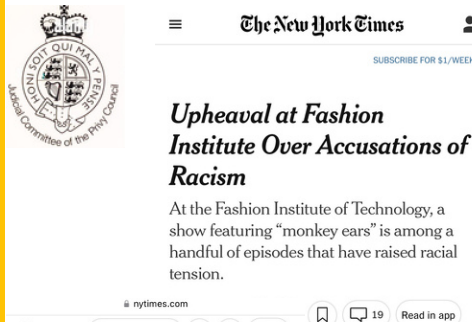 HONI SOIT QUI MAL Y PENSE
Judicial Committee of the Privy Council
The New York Times
SUBSCRIBE FOR $1/WEEK
Upheaval at Fashion
Institute Over Accusations of
Racism
At the Fashion Institute of Technology, a
show featuring “monkey ears” is among a
handful of episodes that have raised racial
tension.
nytimes.com
19
Read in app